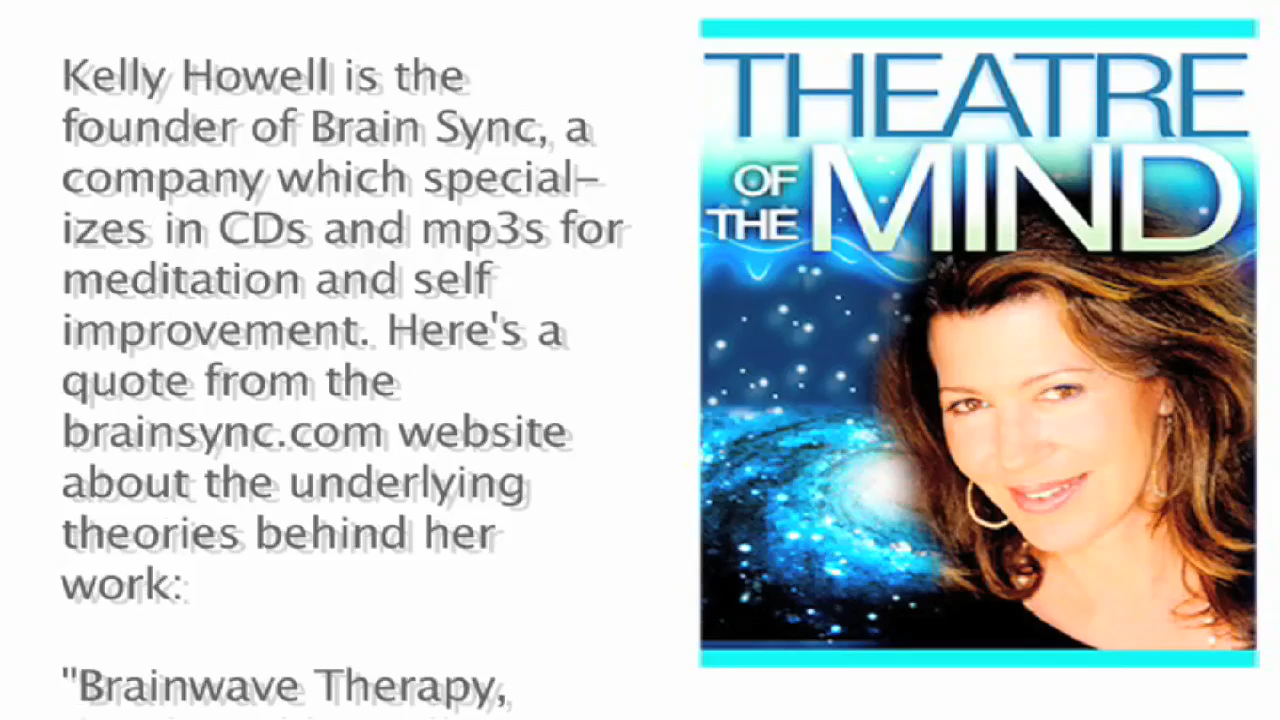 Kelly Howell is the
founder of Brain Sync, a
company which special-
izes in CDs and mp3s for
meditation and self
improvement. Here's a
quote from the
brainsync.com website
about the underlying
theories behind her
work:
"Brainwave Therapy,
THEATRE
OF THE MIND